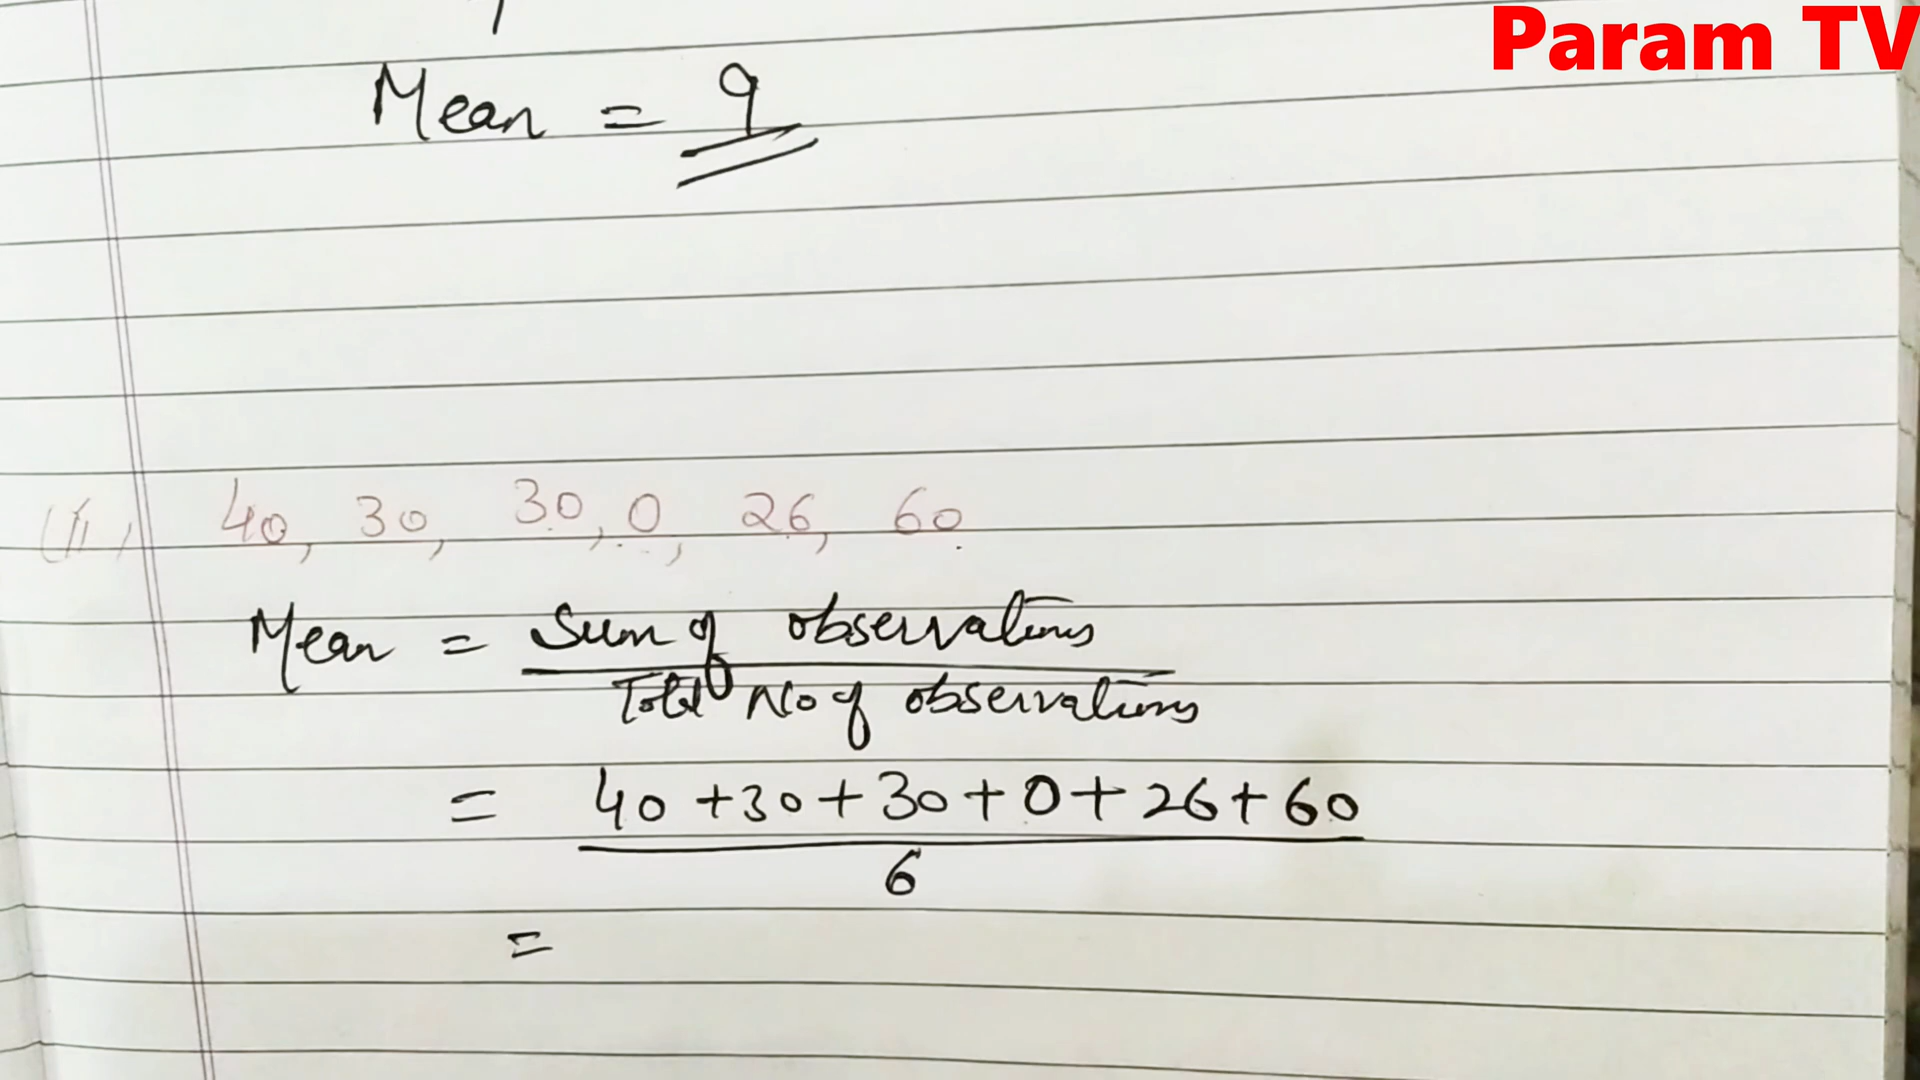 Param TV
Mean = 9
(ii) 40, 30, 30, 0, 26, 60.
Mean = Sum of observations
Total No of observations
= 40 + 30 + 30 + 0 + 26 + 60
6
=